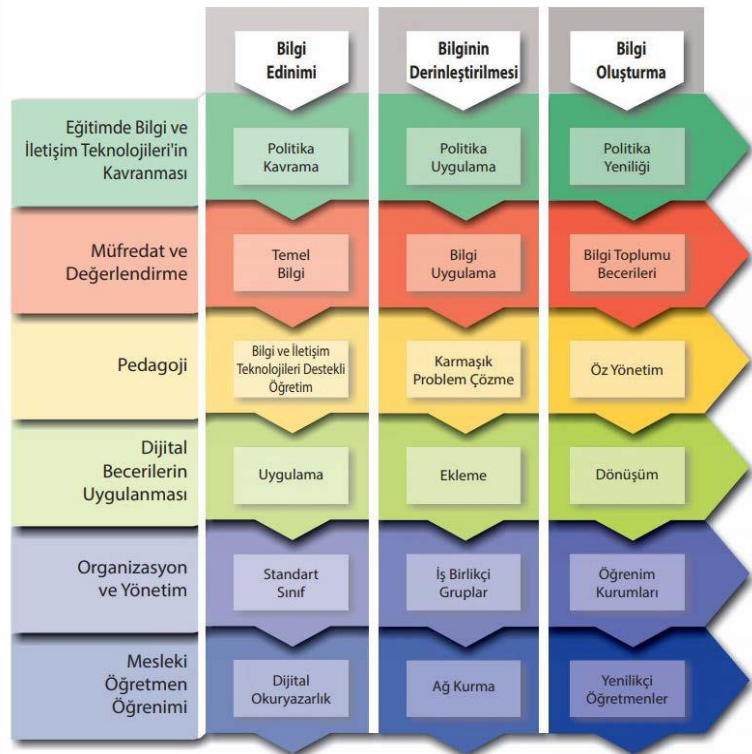 Bilgi
Edinimi
Bilginin
Derinleştirilmesi
Bilgi
Oluşturma
Eğitimde Bilgi ve
İletişim Teknolojileri'in
Kavranması
Politika
Kavrama
Politika
Uygulama
Politika
Yeniliği
Müfredat ve
Değerlendirme
Temel
Bilgi
Bilgi
Uygulama
Bilgi Toplumu
Becerileri
Pedagoji
Bilgi ve İletişim
Teknolojileri Destekli
Öğretim
Karmaşık
Problem Çözme
Öz Yönetim
Dijital
Becerilerin
Uygulanması
Uygulama
Ekleme
Dönüşüm
Organizasyon
ve Yönetim
Standart
Sınıf
İş Birlikçi
Gruplar
Öğrenim
Kurumları
Mesleki
Öğretmen
Öğrenimi
Dijital
Okuryazarlık
Ağ Kurma
Yenilikçi
Öğretmenler